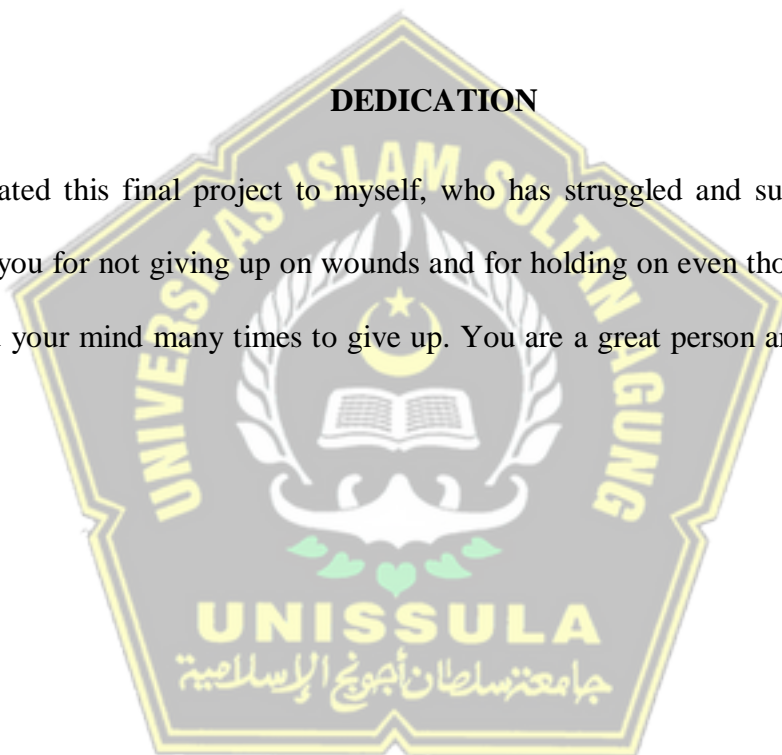 DEDICATION
ated this final project to myself, who has struggled and su
you for not giving up on wounds and for holding on even tho
your mind many times to give up. You are a great person a
UNIVERSITAS ISLAM SULTAN AGUNG
UNISSULA
جامعة سلطان أجونج الإسلامية